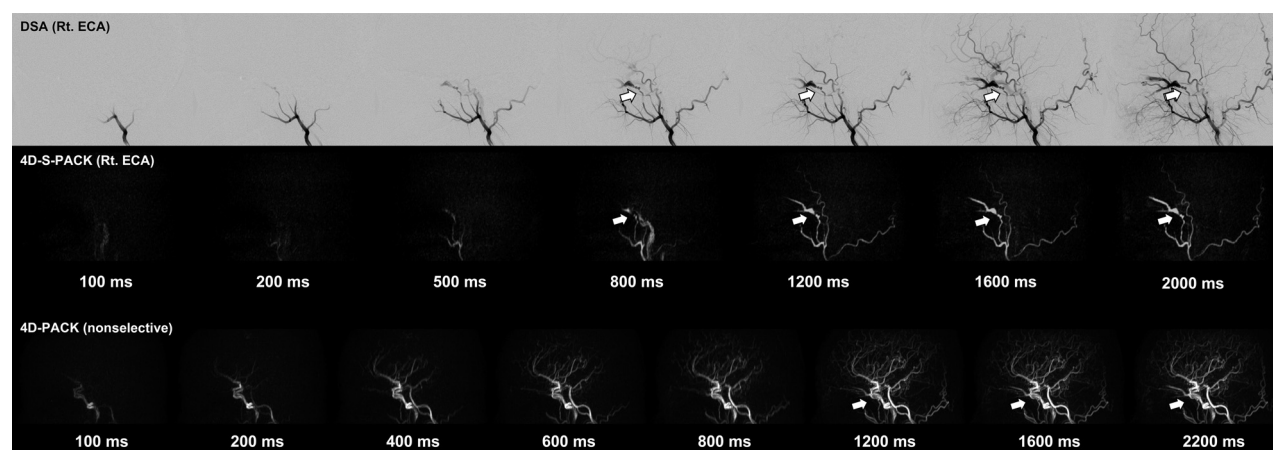 DSA (Rt. ECA)
4D-S-PACK (Rt. ECA)
100 ms 200 ms 500 ms 800 ms 1200 ms 1600 ms 2000 ms
4D-PACK (nonselective)
100 ms 200 ms 400 ms 600 ms 800 ms 1200 ms 1600 ms 2200 ms